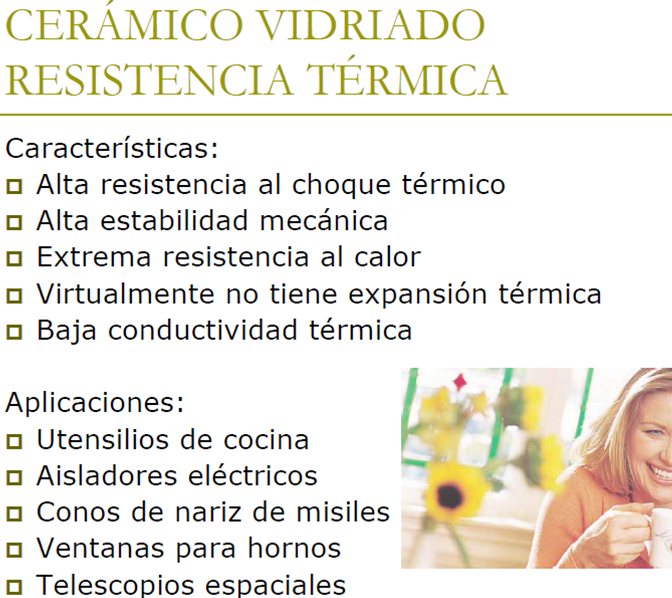 CERÁMICO VIDRIADO
RESISTENCIA TÉRMICA
Características:
Alta resistencia al choque térmico
Alta estabilidad mecánica
Extrema resistencia al calor
Virtualmente no tiene expansión térmica
Baja conductividad térmica
Aplicaciones:
Utensilios de cocina
Aisladores eléctricos
Conos de nariz de misiles
Ventanas para hornos
Telescopios espaciales